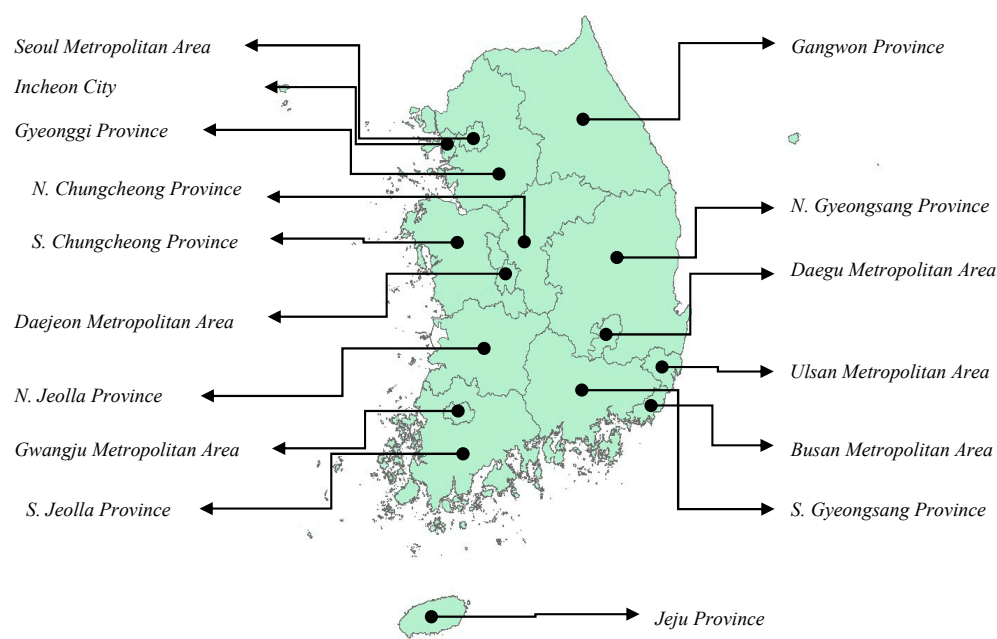 Seoul Metropolitan Area
Incheon City
Gyeonggi Province
N. Chungcheong Province
S. Chungcheong Province
Daejeon Metropolitan Area
N. Jeolla Province
Gwangju Metropolitan Area
S. Jeolla Province
Gangwon Province
N. Gyeongsang Province
Daegu Metropolitan Area
Ulsan Metropolitan Area
Busan Metropolitan Area
S. Gyeongsang Province
Jeju Province